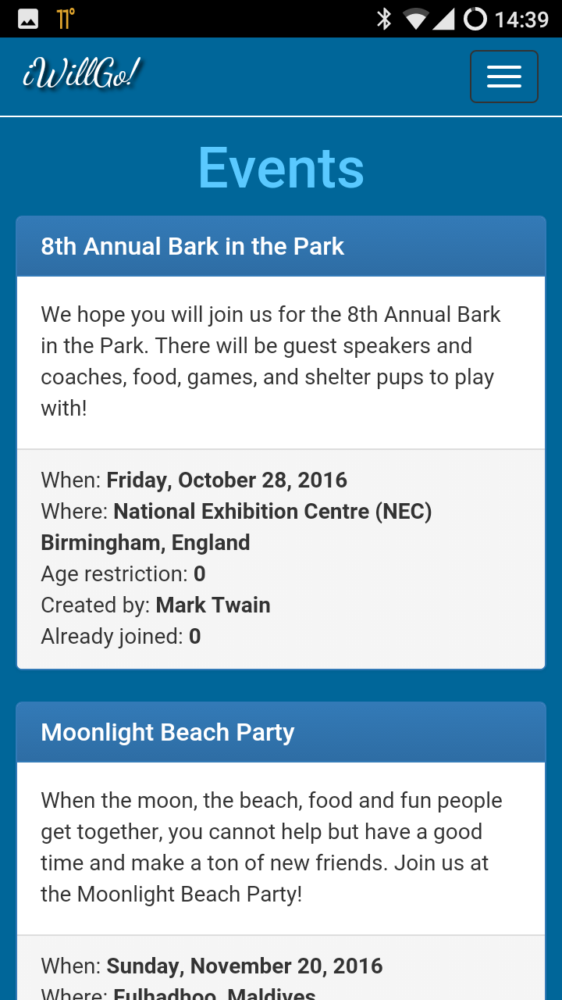 11°
14:39
iWillGo!
Events
8th Annual Bark in the Park
We hope you will join us for the 8th Annual Bark
in the Park. There will be guest speakers and
coaches, food, games, and shelter pups to play
with!
When: Friday, October 28, 2016
Where: National Exhibition Centre (NEC)
Birmingham, England
Age restriction: 0
Created by: Mark Twain
Already joined: 0
Moonlight Beach Party
When the moon, the beach, food and fun people
get together, you cannot help but have a good
time and make a ton of new friends. Join us at
the Moonlight Beach Party!
When: Sunday, November 20, 2016
Where: Fulhadhoo, Maldives